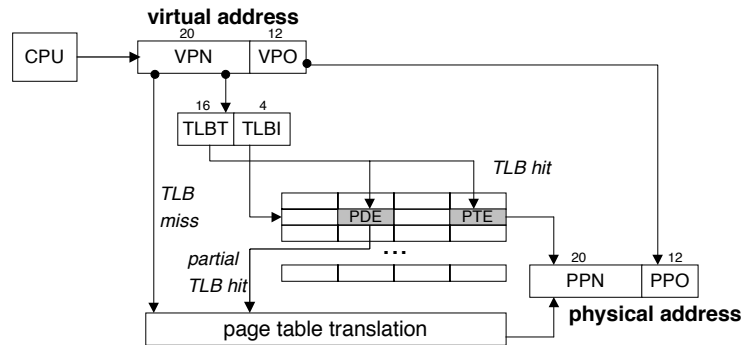 virtual address
20 12
CPU VPN VPO
16 4
TLBT TLBI
TLB hit
TLB miss
PDE PTE
partial TLB hit
...
20 12
PPN PPO
physical address
page table translation